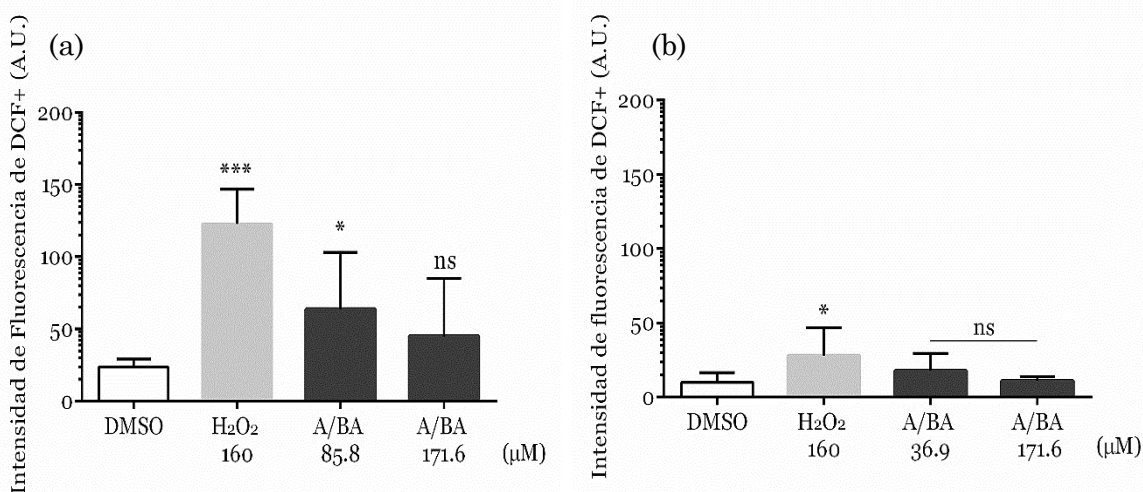 (a)
Intensidad de Fluorescencia de DCF+ (A.U.)
200
150
100
50
0
***
*
ns
DMSO H2O2 A/BA A/BA
160 85.8 171.6 (μM)
(b)
Intensidad de fluorescencia de DCF+ (A.U.)
200
150
100
50
0
*
ns
DMSO H2O2 A/BA A/BA
160 36.9 171.6 (μM)